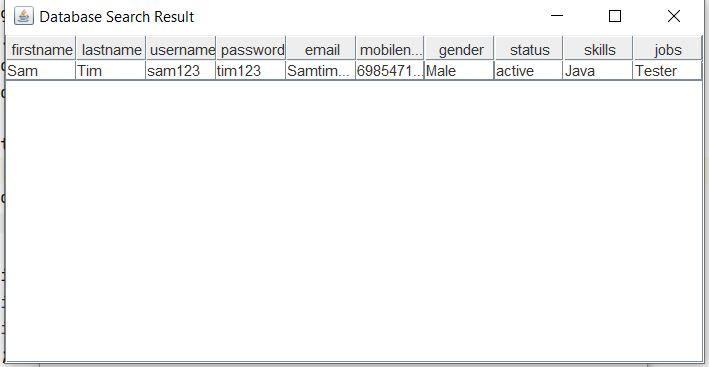 Database Search Result
firstname lastname username password email mobilen... gender status skills jobs
Sam Tim sam123 tim123 Samtim... 6985471... Male active Java Tester